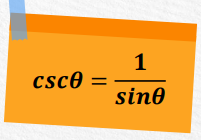 cscθ = 1/sinθ